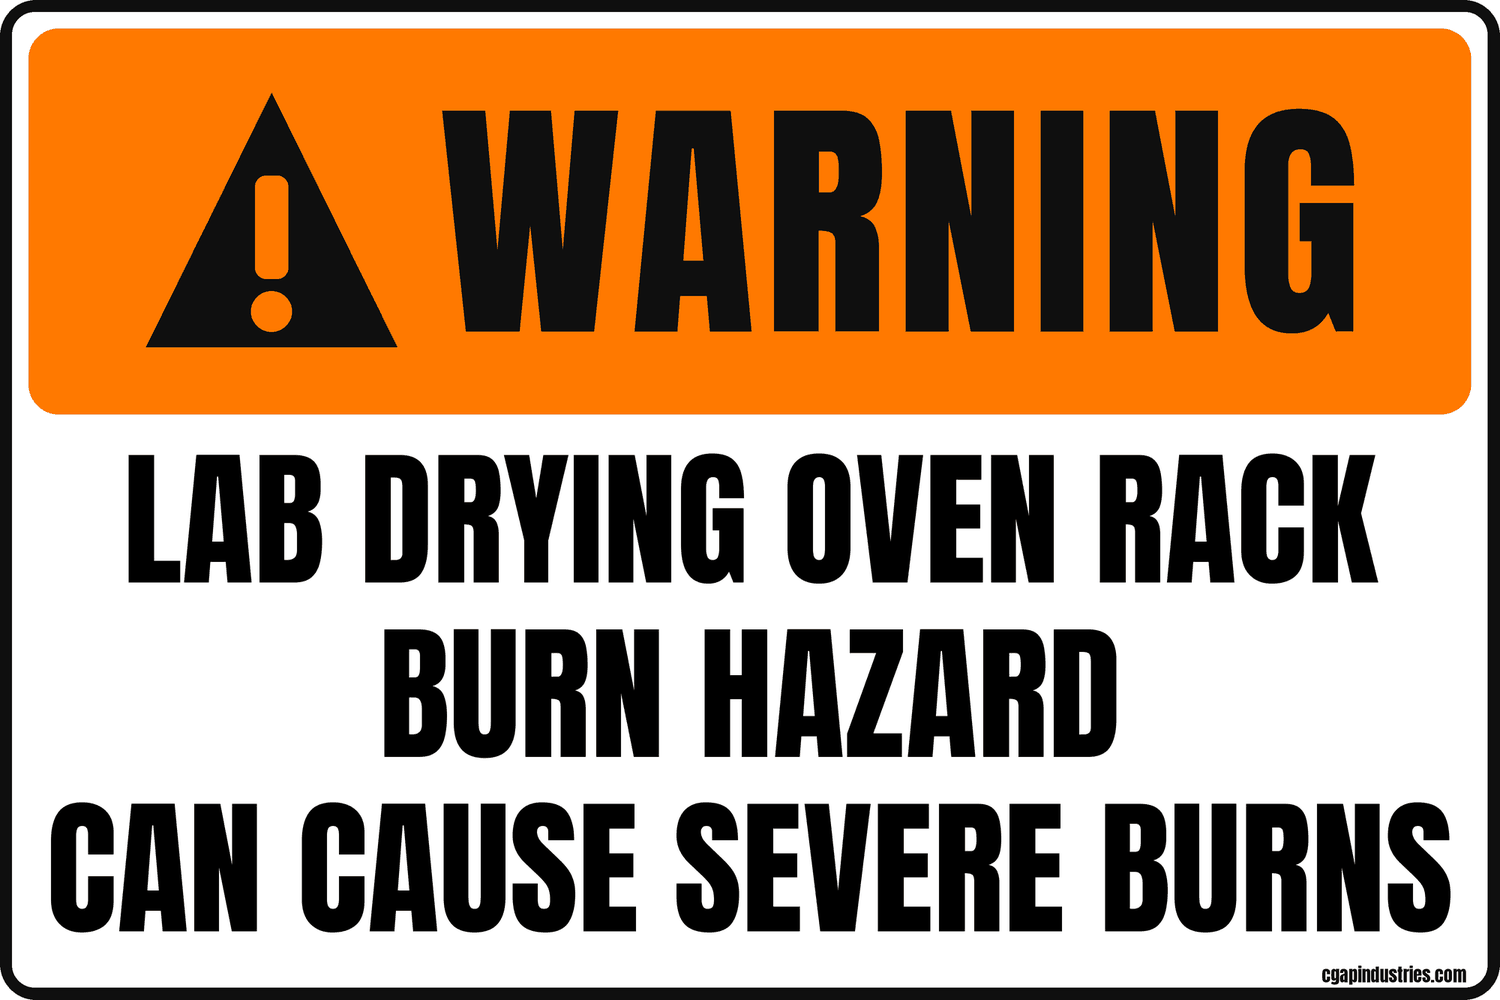 WARNING
LAB DRYING OVEN RACK
BURN HAZARD
CAN CAUSE SEVERE BURNS
cgapindustries.com